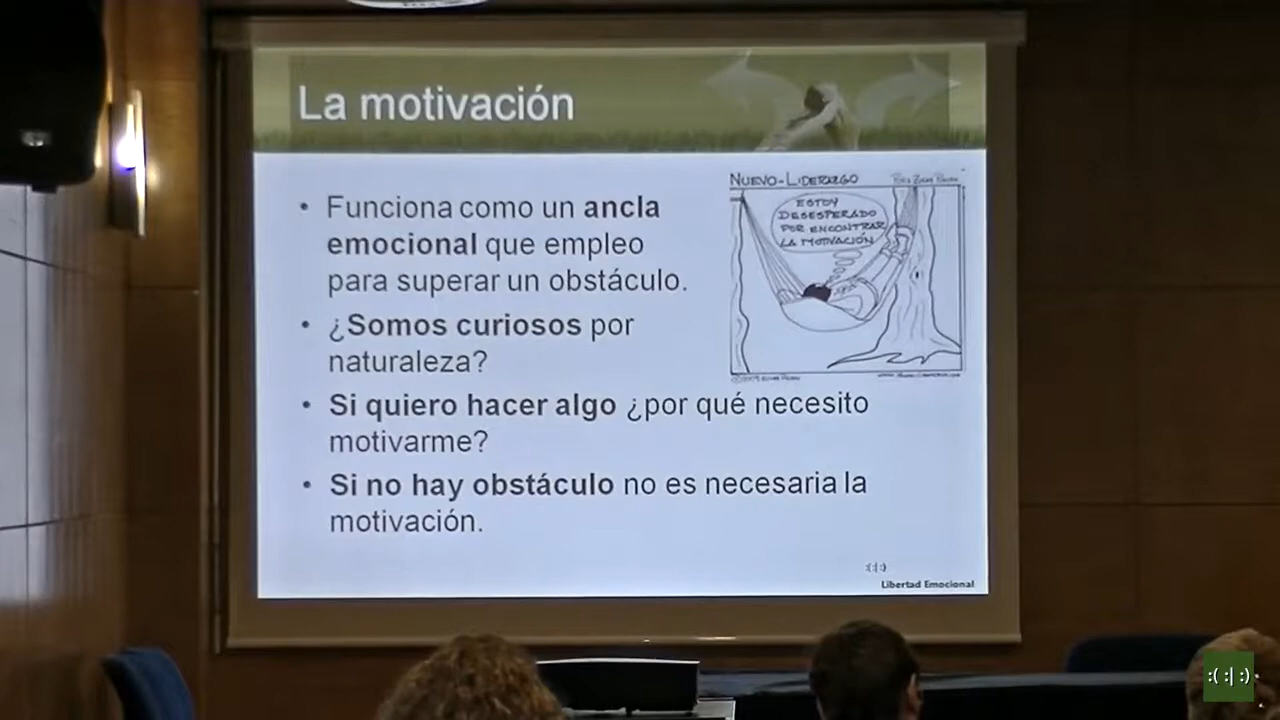 La motivación
• Funciona como un ancla
emocional que empleo
para superar un obstáculo.
• ¿Somos curiosos por
naturaleza?
• Si quiero hacer algo ¿por qué necesito
motivarme?
• Si no hay obstáculo no es necesaria la
motivación.
NUEVO-LIDERAZGO
ESTOY
DESESPERADO
POR ENCONTRAR
LA MOTIVACIÓN
:(|:)
Libertad Emocional
:( :| :)